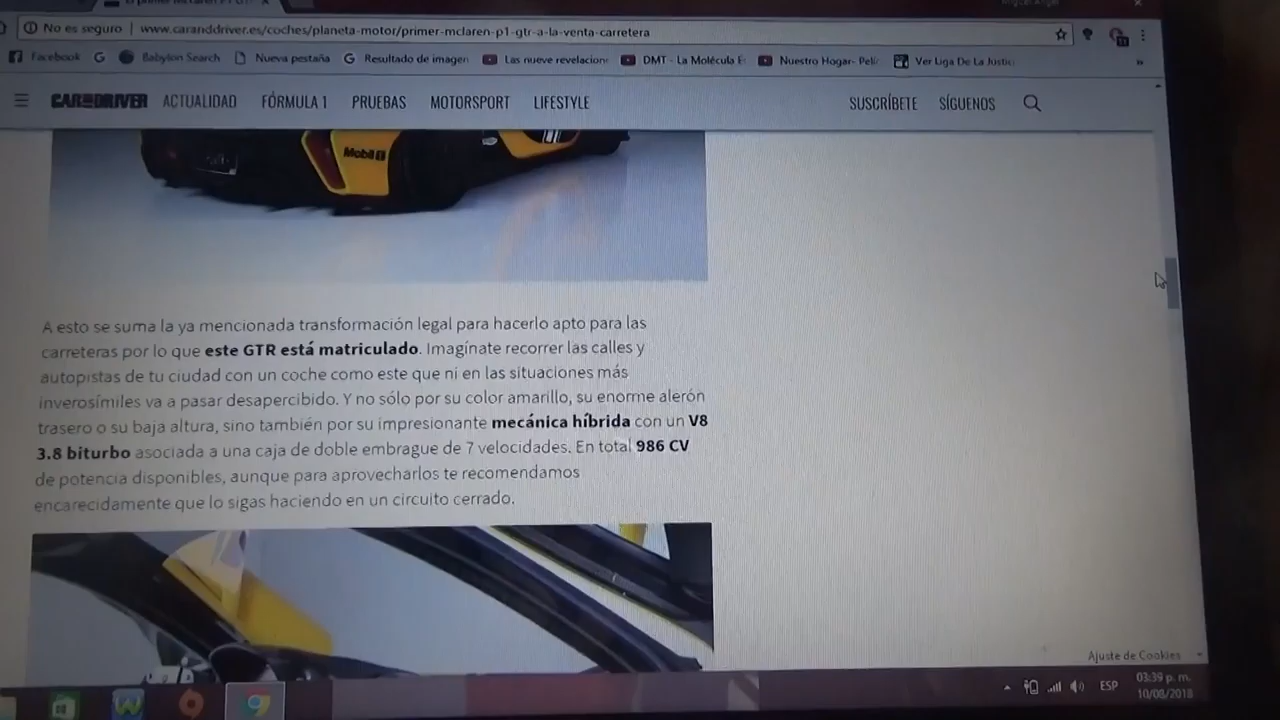 No es seguro | www.caranddriver.es/coches/planeta-motor/primer-mclaren-p1-gtr-a-la-venta-carretera
Facebook G Babylon Search Nueva pestaña G Resultado de imagen Las nueve revelacion DMT - La Molécula E Nuestro Hogar- Pelí Ver Liga De La Justic »
CAR AND DRIVER ACTUALIDAD FÓRMULA 1 PRUEBAS MOTORSPORT LIFESTYLE SUSCRÍBETE SÍGUENOS
Mobil 1
A esto se suma la ya mencionada transformación legal para hacerlo apto para las
carreteras por lo que este GTR está matriculado. Imagínate recorrer las calles y
autopistas de tu ciudad con un coche como este que ni en las situaciones más
inverosímiles va a pasar desapercibido. Y no sólo por su color amarillo, su enorme alerón
trasero o su baja altura, sino también por su impresionante mecánica híbrida con un V8
3.8 biturbo asociada a una caja de doble embrague de 7 velocidades. En total 986 CV
de potencia disponibles, aunque para aprovecharlos te recomendamos
encarecidamente que lo sigas haciendo en un circuito cerrado.
Ajuste de Cookies
ESP
03:39 p. m.
10/08/2018